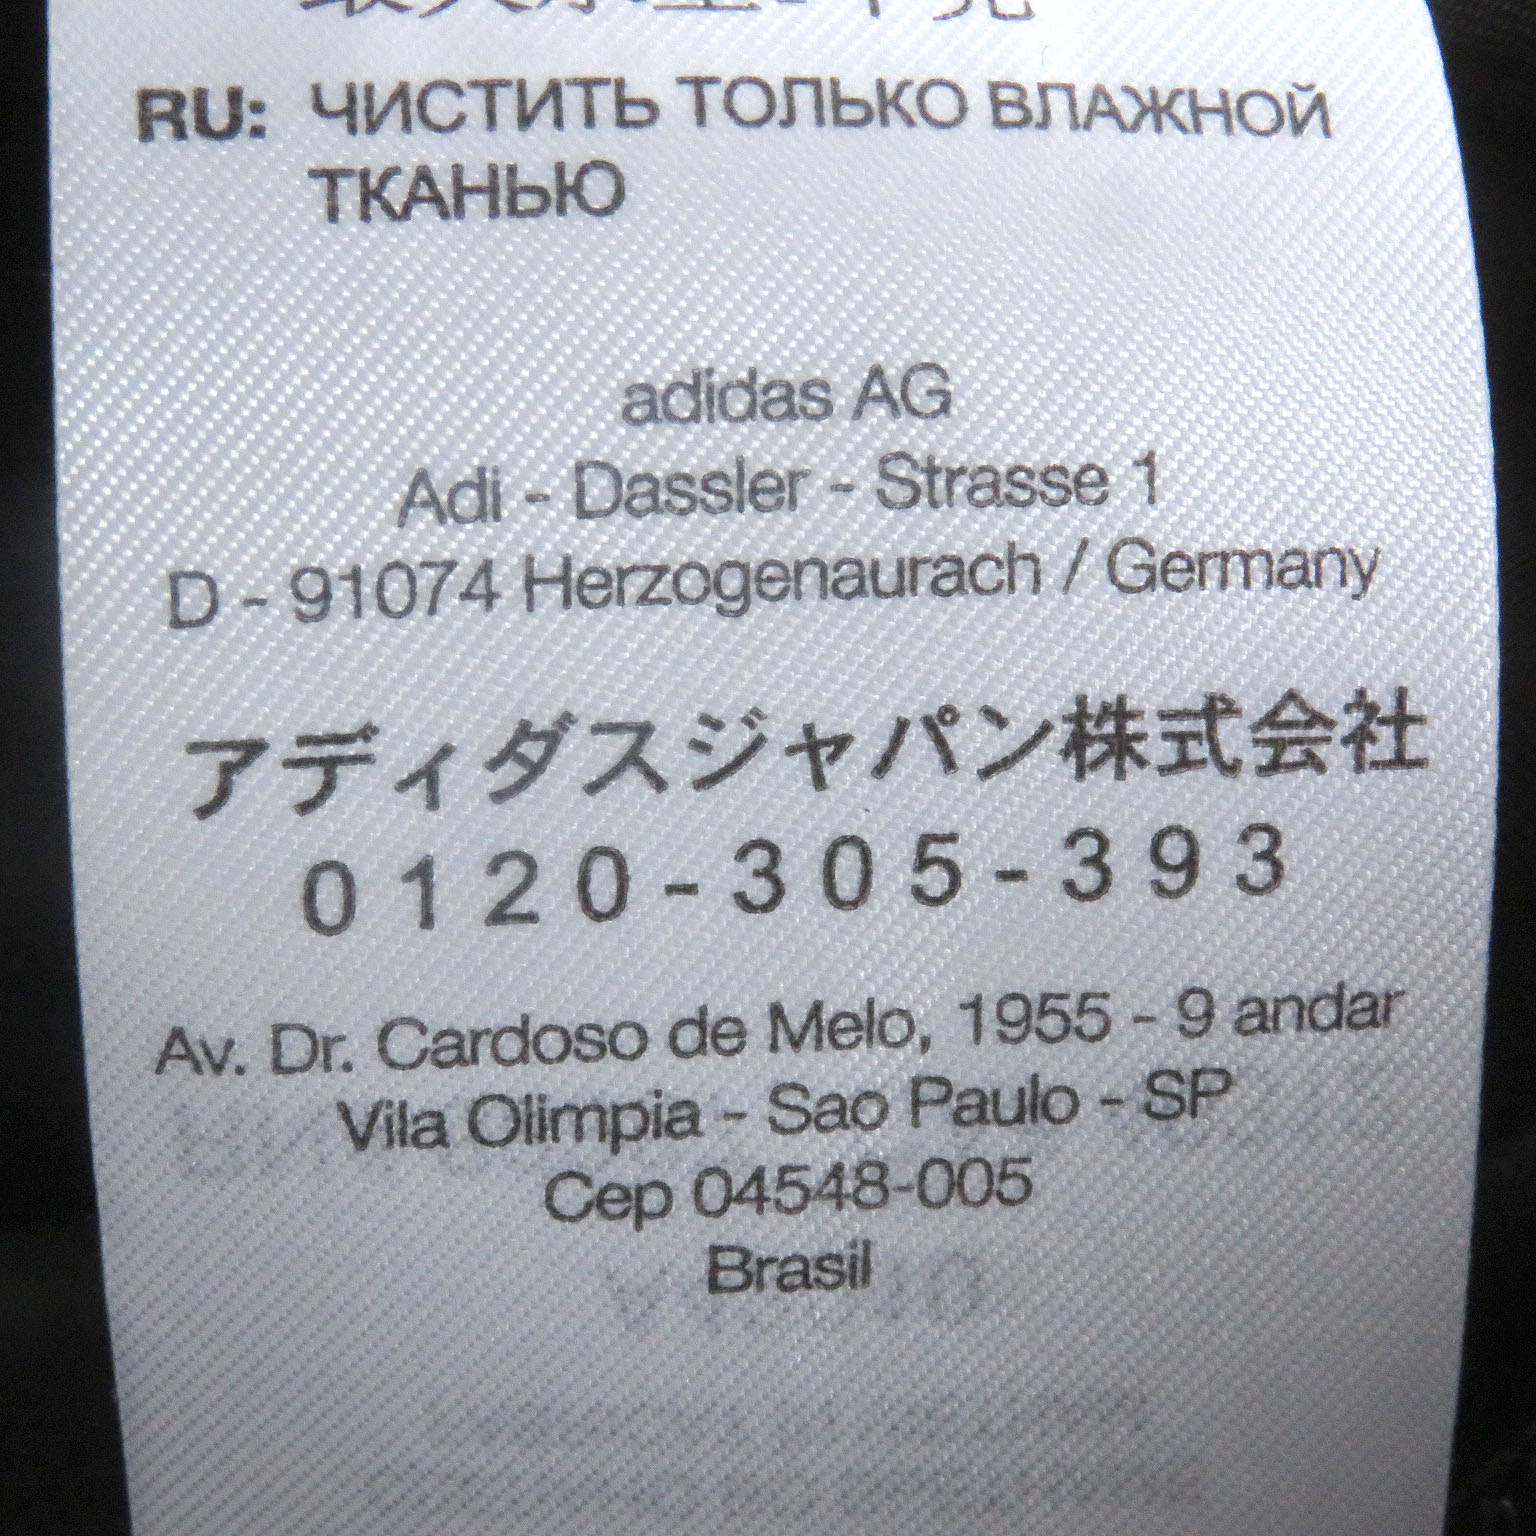 RU: ЧИСТИТЬ ТОЛЬКО ВЛАЖНОЙ
ТКАНЬЮ
adidas AG
Adi - Dassler - Strasse 1
D - 91074 Herzogenaurach / Germany
アディダスジャパン株式会社
0120-305-393
Av. Dr. Cardoso de Melo, 1955 - 9 andar
Vila Olimpia - Sao Paulo - SP
Cep 04548-005
Brasil